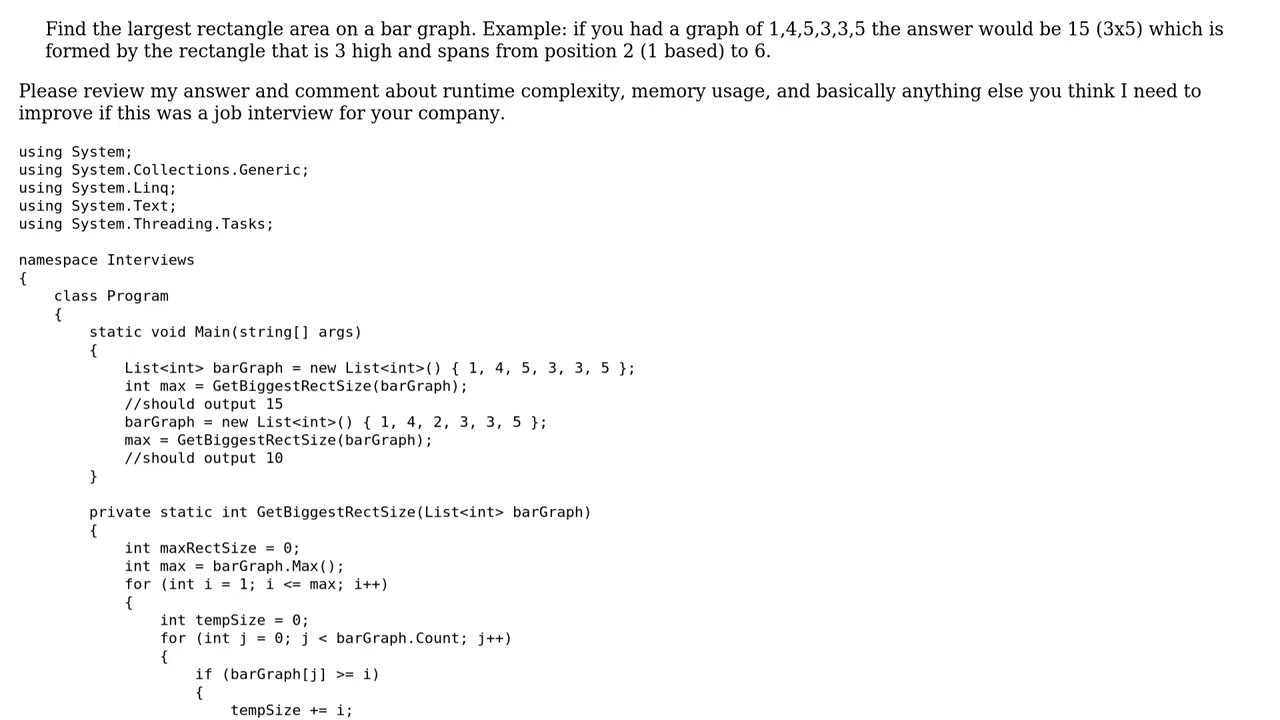 Find the largest rectangle area on a bar graph. Example: if you had a graph of 1,4,5,3,3,5 the answer would be 15 (3x5) which is
formed by the rectangle that is 3 high and spans from position 2 (1 based) to 6.
Please review my answer and comment about runtime complexity, memory usage, and basically anything else you think I need to
improve if this was a job interview for your company.
using System;
using System.Collections.Generic;
using System.Linq;
using System.Text;
using System.Threading.Tasks;
namespace Interviews
{
    class Program
    {
        static void Main(string[] args)
        {
            List<int> barGraph = new List<int>() { 1, 4, 5, 3, 3, 5 };
            int max = GetBiggestRectSize(barGraph);
            //should output 15
            barGraph = new List<int>() { 1, 4, 2, 3, 3, 5 };
            max = GetBiggestRectSize(barGraph);
            //should output 10
        }
        private static int GetBiggestRectSize(List<int> barGraph)
        {
            int maxRectSize = 0;
            int max = barGraph.Max();
            for (int i = 1; i <= max; i++)
            {
                int tempSize = 0;
                for (int j = 0; j < barGraph.Count; j++)
                {
                    if (barGraph[j] >= i)
                    {
                        tempSize += i;